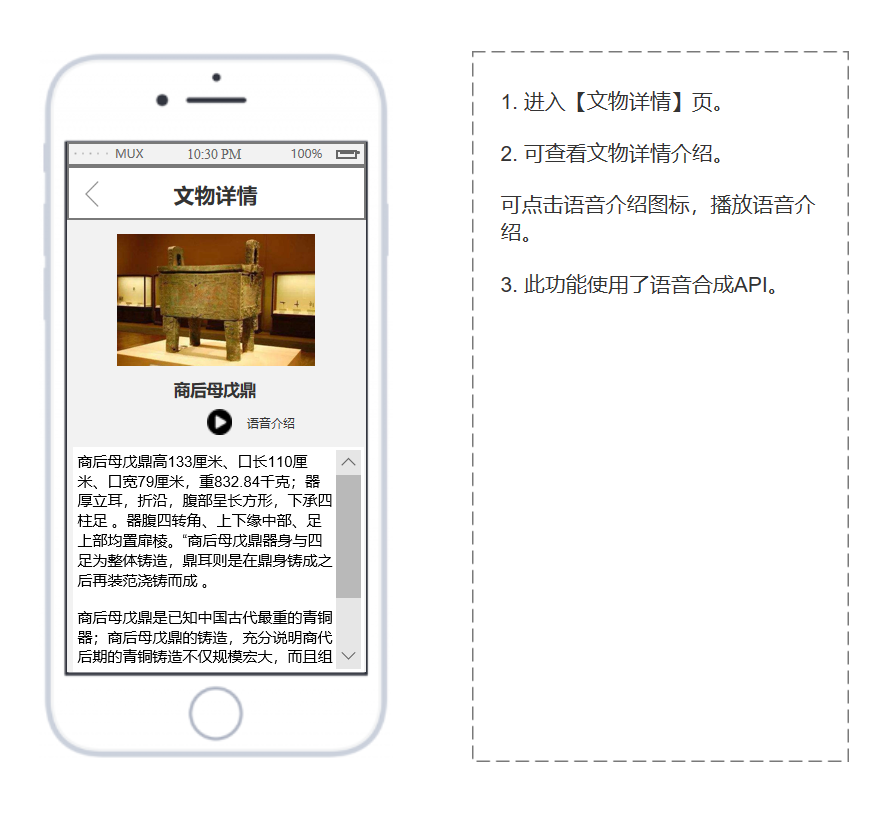 MUX 10:30 PM 100%
文物详情
商后母戊鼎
语音介绍
商后母戊鼎高133厘米、口长110厘
米、口宽79厘米，重832.84千克；器
厚立耳，折沿，腹部呈长方形，下承四
柱足 。器腹四转角、上下缘中部、足
上部均置扉棱。“商后母戊鼎器身与四
足为整体铸造，鼎耳则是在鼎身铸成之
后再装范浇铸而成 。
商后母戊鼎是已知中国古代最重的青铜
器；商后母戊鼎的铸造，充分说明商代
后期的青铜铸造不仅规模宏大，而且组
1. 进入【文物详情】页。
2. 可查看文物详情介绍。
可点击语音介绍图标，播放语音介
绍。
3. 此功能使用了语音合成API。